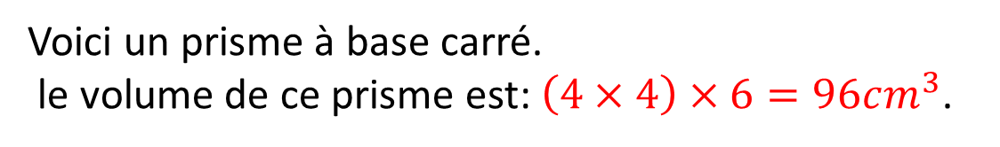 Voici un prisme à base carré.
le volume de ce prisme est: (4 × 4) × 6 = 96cm³.